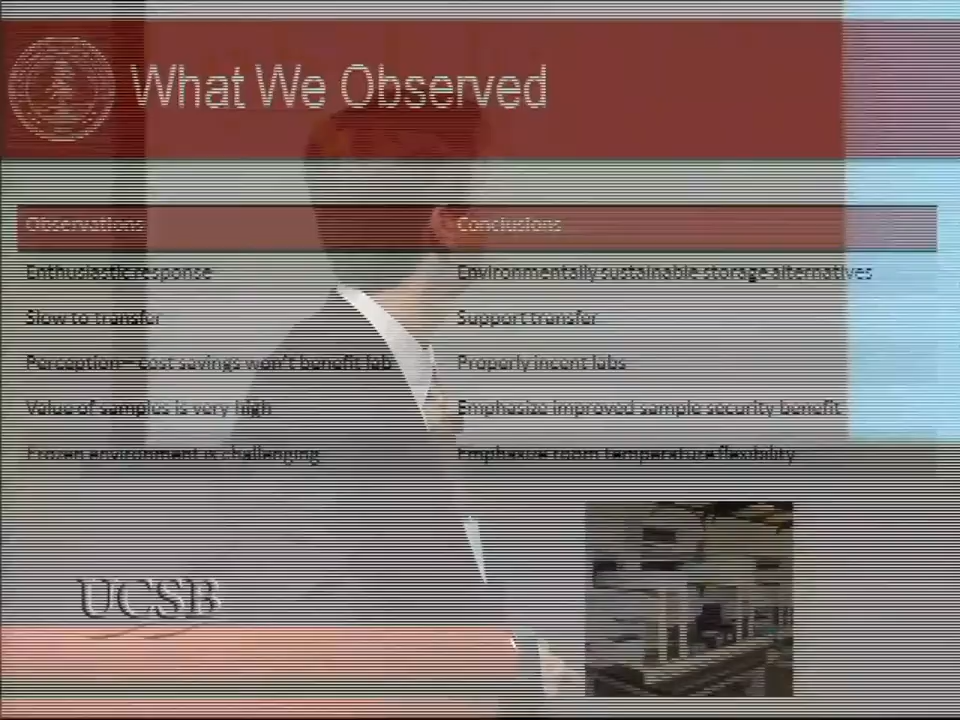 What We Observed
Observations Conclusions
Enthusiastic response Environmentally sustainable storage alternatives
Slow to transfer Support transfer
Perception – cost savings won't benefit lab Properly incent labs
Value of samples is very high Emphasize improved sample security benefit
Frozen environment is challenging Emphasize room temperature flexibility
UCSB